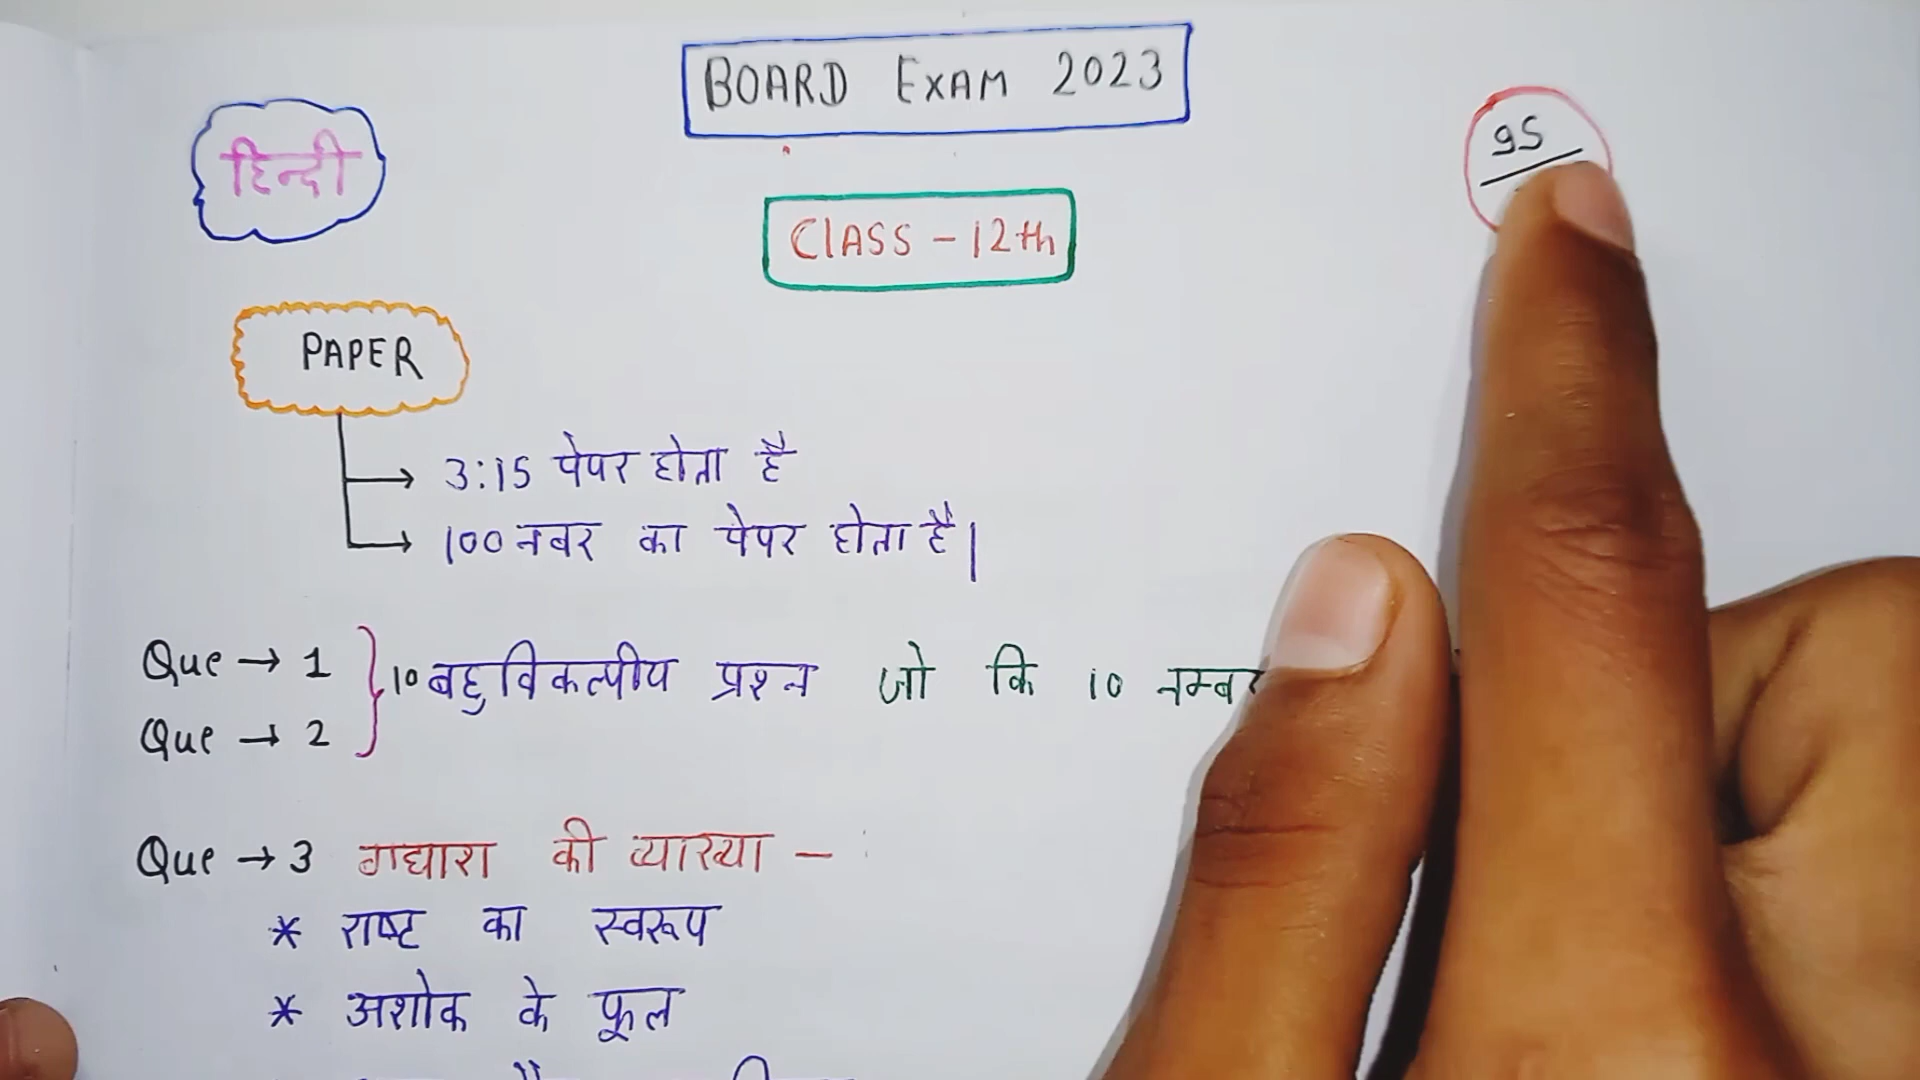 BOARD EXAM 2023
हिन्दी
95
CLASS - 12th
PAPER
→ 3:15 पेपर होता है
→ 100 नबर का पेपर होता है|
Que → 1
10 बहुविकल्पीय प्रश्न जो कि 10 नम्बर
Que → 2
Que → 3 गद्यांश की व्याख्या -
* राष्ट का स्वरूप
* अशोक के फूल